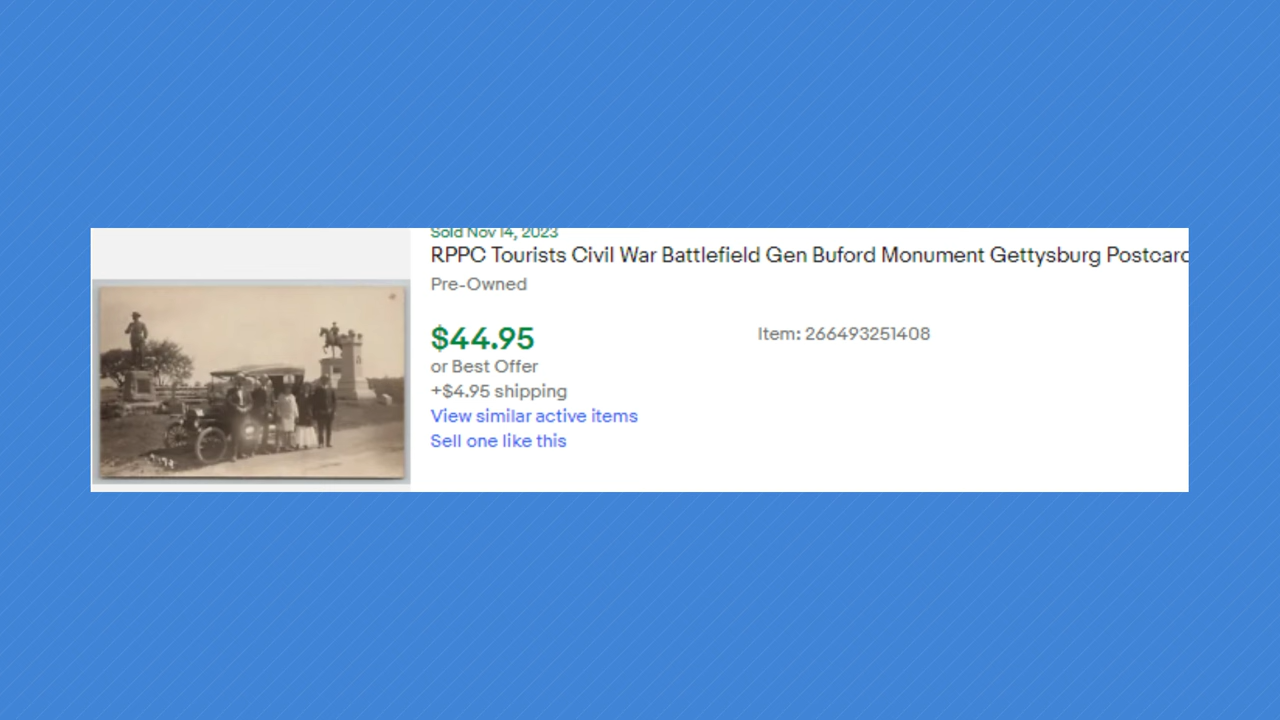 Sold Nov 14, 2023
RPPC Tourists Civil War Battlefield Gen Buford Monument Gettysburg Postcard
Pre-Owned
$44.95
Item: 266493251408
or Best Offer
+$4.95 shipping
View similar active items
Sell one like this